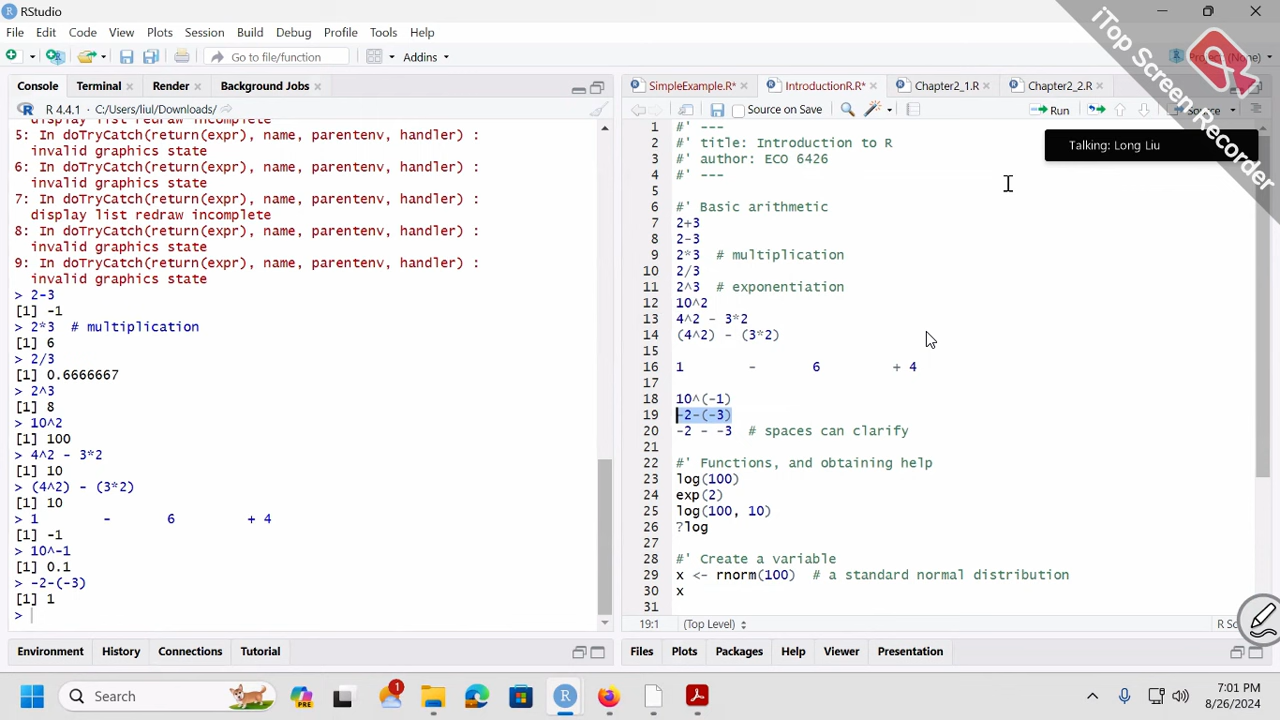 RStudio
File Edit Code View Plots Session Build Debug Profile Tools Help
Go to file/function
Addins
Project: (None)
Console Terminal Render Background Jobs
R 4.4.1 · C:/Users/liul/Downloads/
display list redraw incomplete
5: In doTryCatch(return(expr), name, parentenv, handler) :
invalid graphics state
6: In doTryCatch(return(expr), name, parentenv, handler) :
invalid graphics state
7: In doTryCatch(return(expr), name, parentenv, handler) :
display list redraw incomplete
8: In doTryCatch(return(expr), name, parentenv, handler) :
invalid graphics state
9: In doTryCatch(return(expr), name, parentenv, handler) :
invalid graphics state
> 2-3
[1] -1
> 2*3  # multiplication
[1] 6
> 2/3
[1] 0.6666667
> 2^3
[1] 8
> 10^2
[1] 100
> 4^2 - 3*2
[1] 10
> (4^2) - (3*2)
[1] 10
> 1        -       6         + 4
[1] -1
> 10^-1
[1] 0.1
> -2-(-3)
[1] 1
>
Environment History Connections Tutorial
SimpleExample.R* IntroductionR.R* Chapter2_1.R Chapter2_2.R
Source on Save Run Source
1 #' ---
2 #' title: Introduction to R
3 #' author: ECO 6426
4 #' ---
5
6 #' Basic arithmetic
7 2+3
8 2-3
9 2*3  # multiplication
10 2/3
11 2^3  # exponentiation
12 10^2
13 4^2 - 3*2
14 (4^2) - (3*2)
15
16 1        -       6         + 4
17
18 10^(-1)
19 -2-(-3)
20 -2 - -3  # spaces can clarify
21
22 #' Functions, and obtaining help
23 log(100)
24 exp(2)
25 log(100, 10)
26 ?log
27
28 #' Create a variable
29 x <- rnorm(100)  # a standard normal distribution
30 x
31
19:1 (Top Level) R Sc
Files Plots Packages Help Viewer Presentation
Talking: Long Liu
iTop Screen Recorder
Search
PRE
1
7:01 PM
8/26/2024